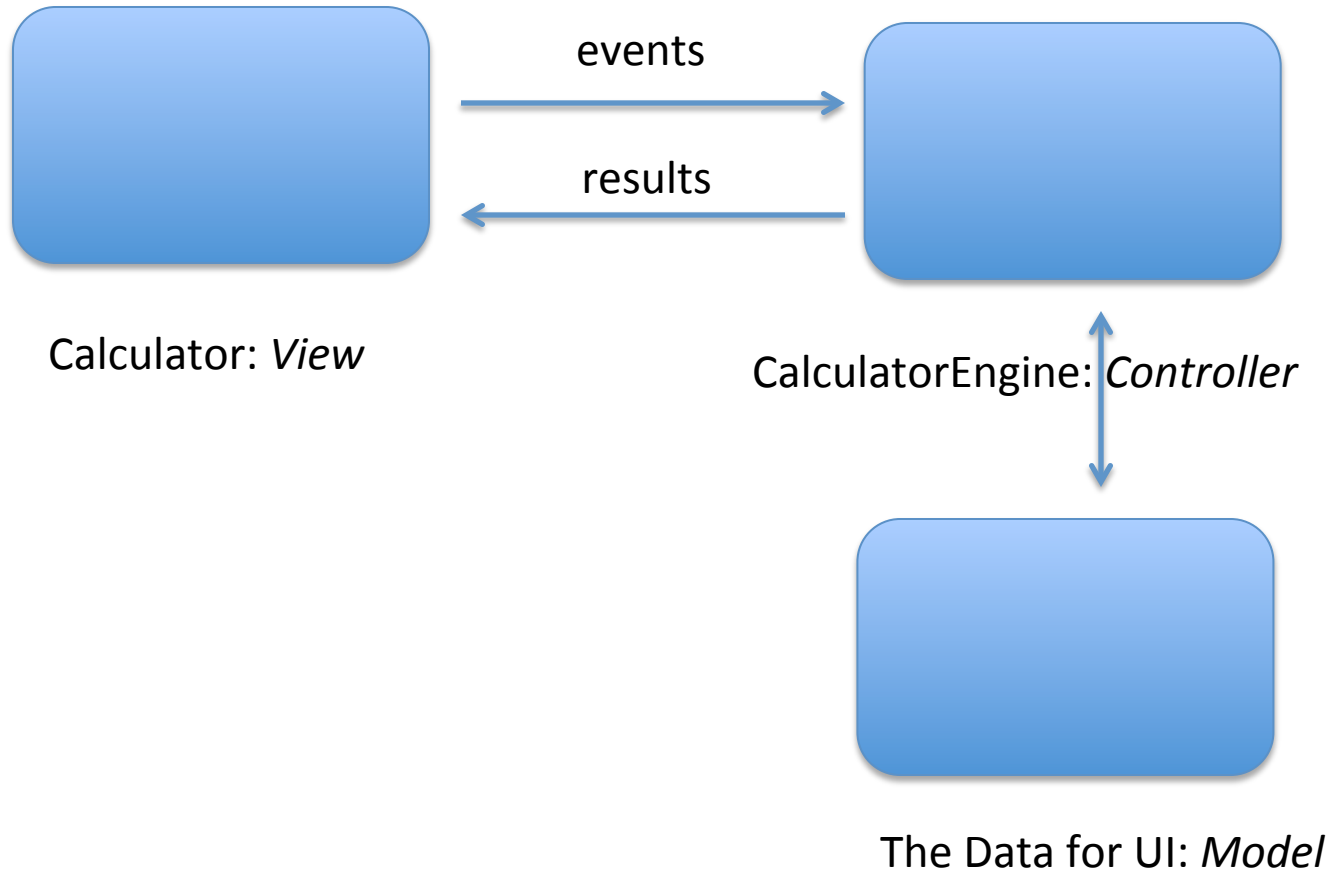 events
results
Calculator: View
CalculatorEngine: Controller
The Data for UI: Model